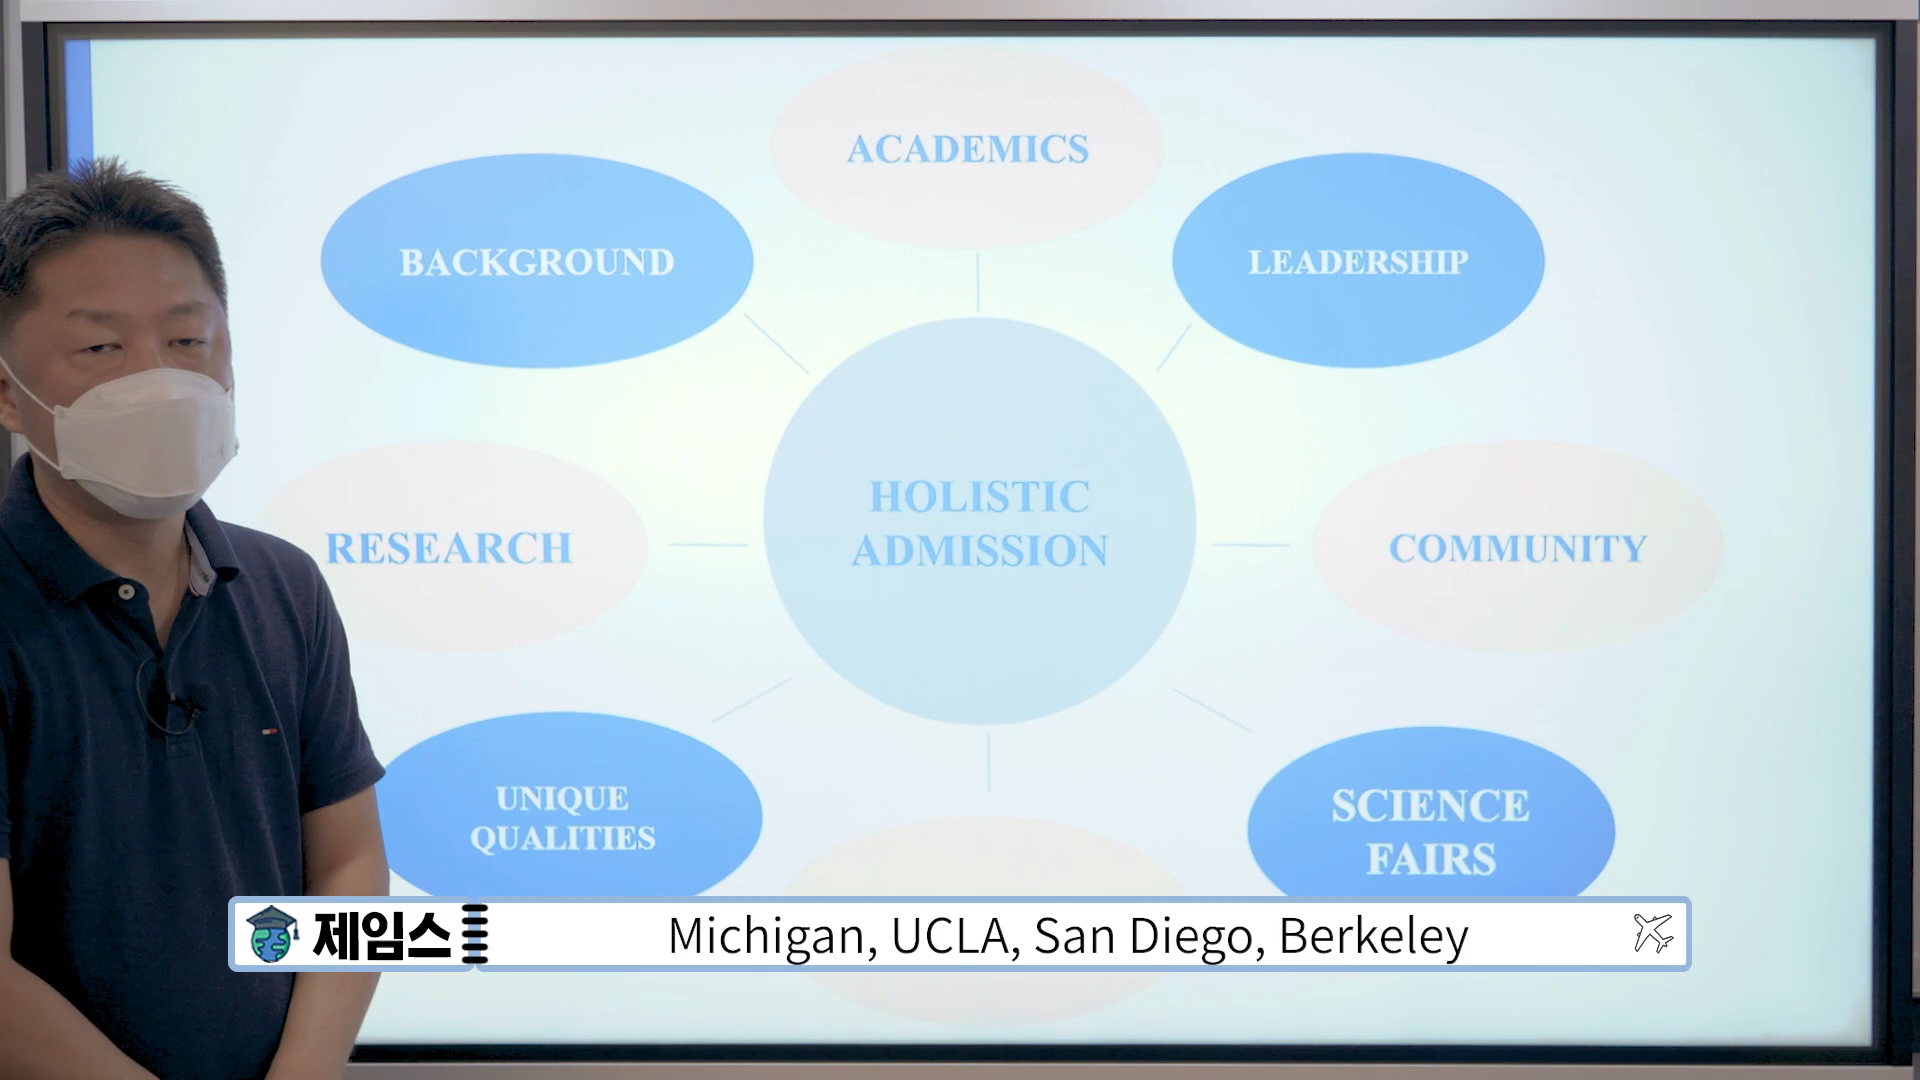 ACADEMICS
BACKGROUND
LEADERSHIP
HOLISTIC
ADMISSION
RESEARCH
COMMUNITY
UNIQUE
QUALITIES
SCIENCE
FAIRS
제임스
Michigan, UCLA, San Diego, Berkeley